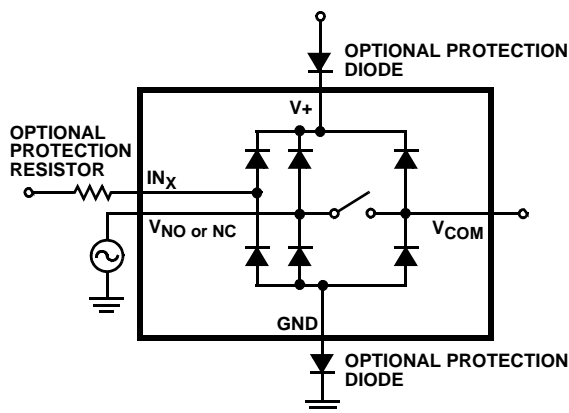 OPTIONAL PROTECTION
DIODE
V+
OPTIONAL
PROTECTION
RESISTOR
INX
VNO or NC
VCOM
GND
OPTIONAL PROTECTION
DIODE